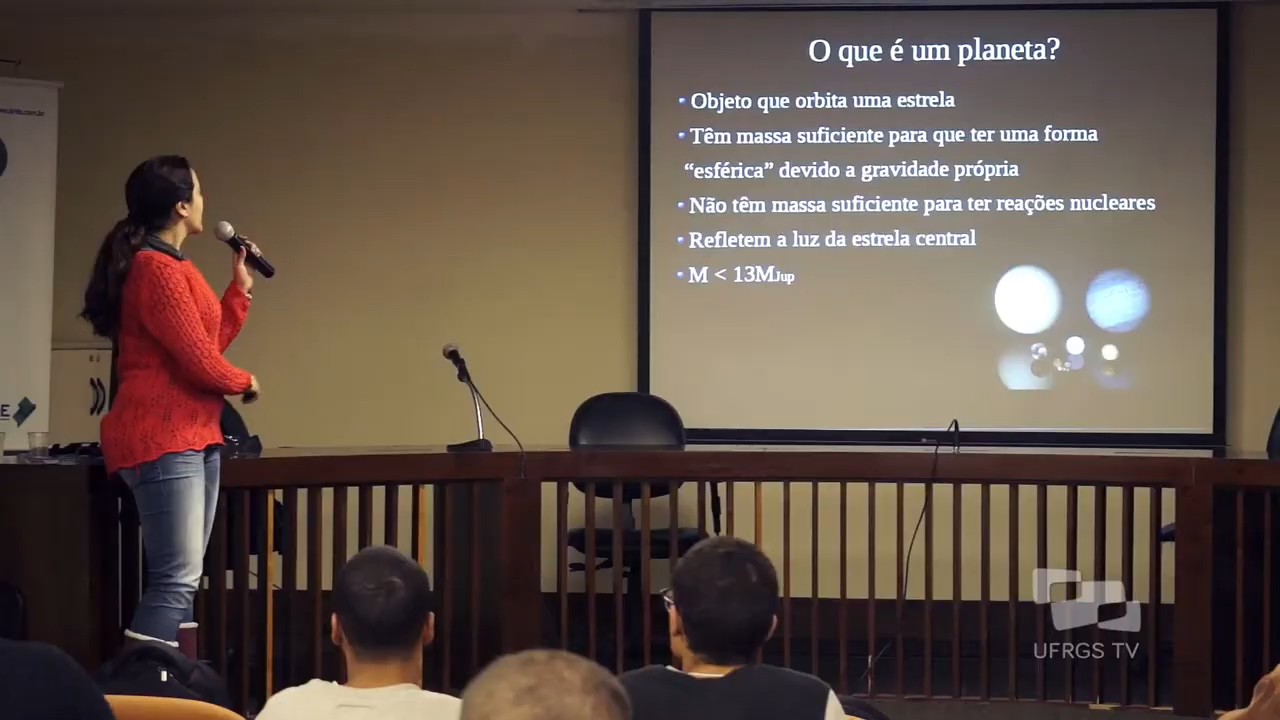 O que é um planeta?
• Objeto que orbita uma estrela
• Têm massa suficiente para que ter uma forma
“esférica” devido a gravidade própria
• Não têm massa suficiente para ter reações nucleares
• Refletem a luz da estrela central
• M < 13MJup
UFRGS TV